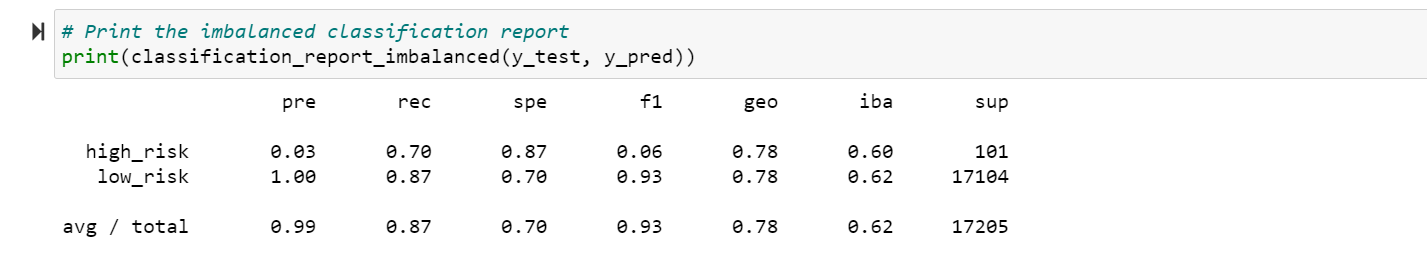 # Print the imbalanced classification report
print(classification_report_imbalanced(y_test, y_pred))
pre rec spe f1 geo iba sup
high_risk 0.03 0.70 0.87 0.06 0.78 0.60 101
low_risk 1.00 0.87 0.70 0.93 0.78 0.62 17104
avg / total 0.99 0.87 0.70 0.93 0.78 0.62 17205